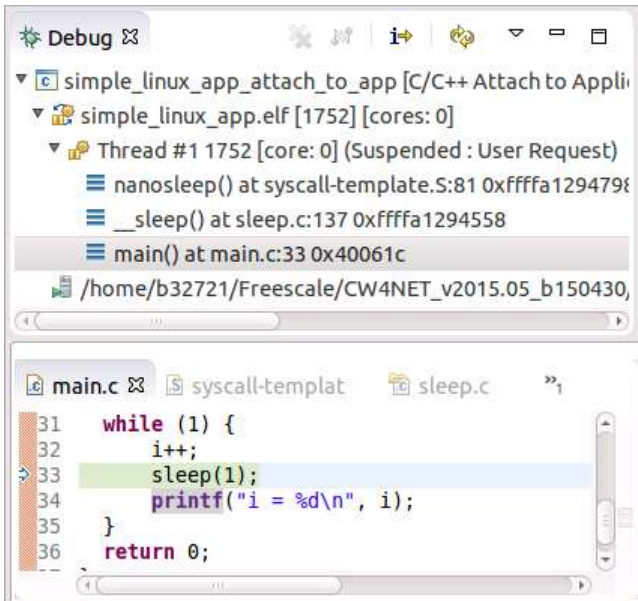 Debug
simple_linux_app_attach_to_app [C/C++ Attach to Appli
simple_linux_app.elf [1752] [cores: 0]
Thread #1 1752 [core: 0] (Suspended : User Request)
nanosleep() at syscall-template.S:81 0xffffa1294798
__sleep() at sleep.c:137 0xffffa1294558
main() at main.c:33 0x40061c
/home/b32721/Freescale/CW4NET_v2015.05_b150430/
main.c syscall-templat sleep.c »1
31 while (1) {
32 i++;
33 sleep(1);
34 printf("i = %d\n", i);
35 }
36 return 0;